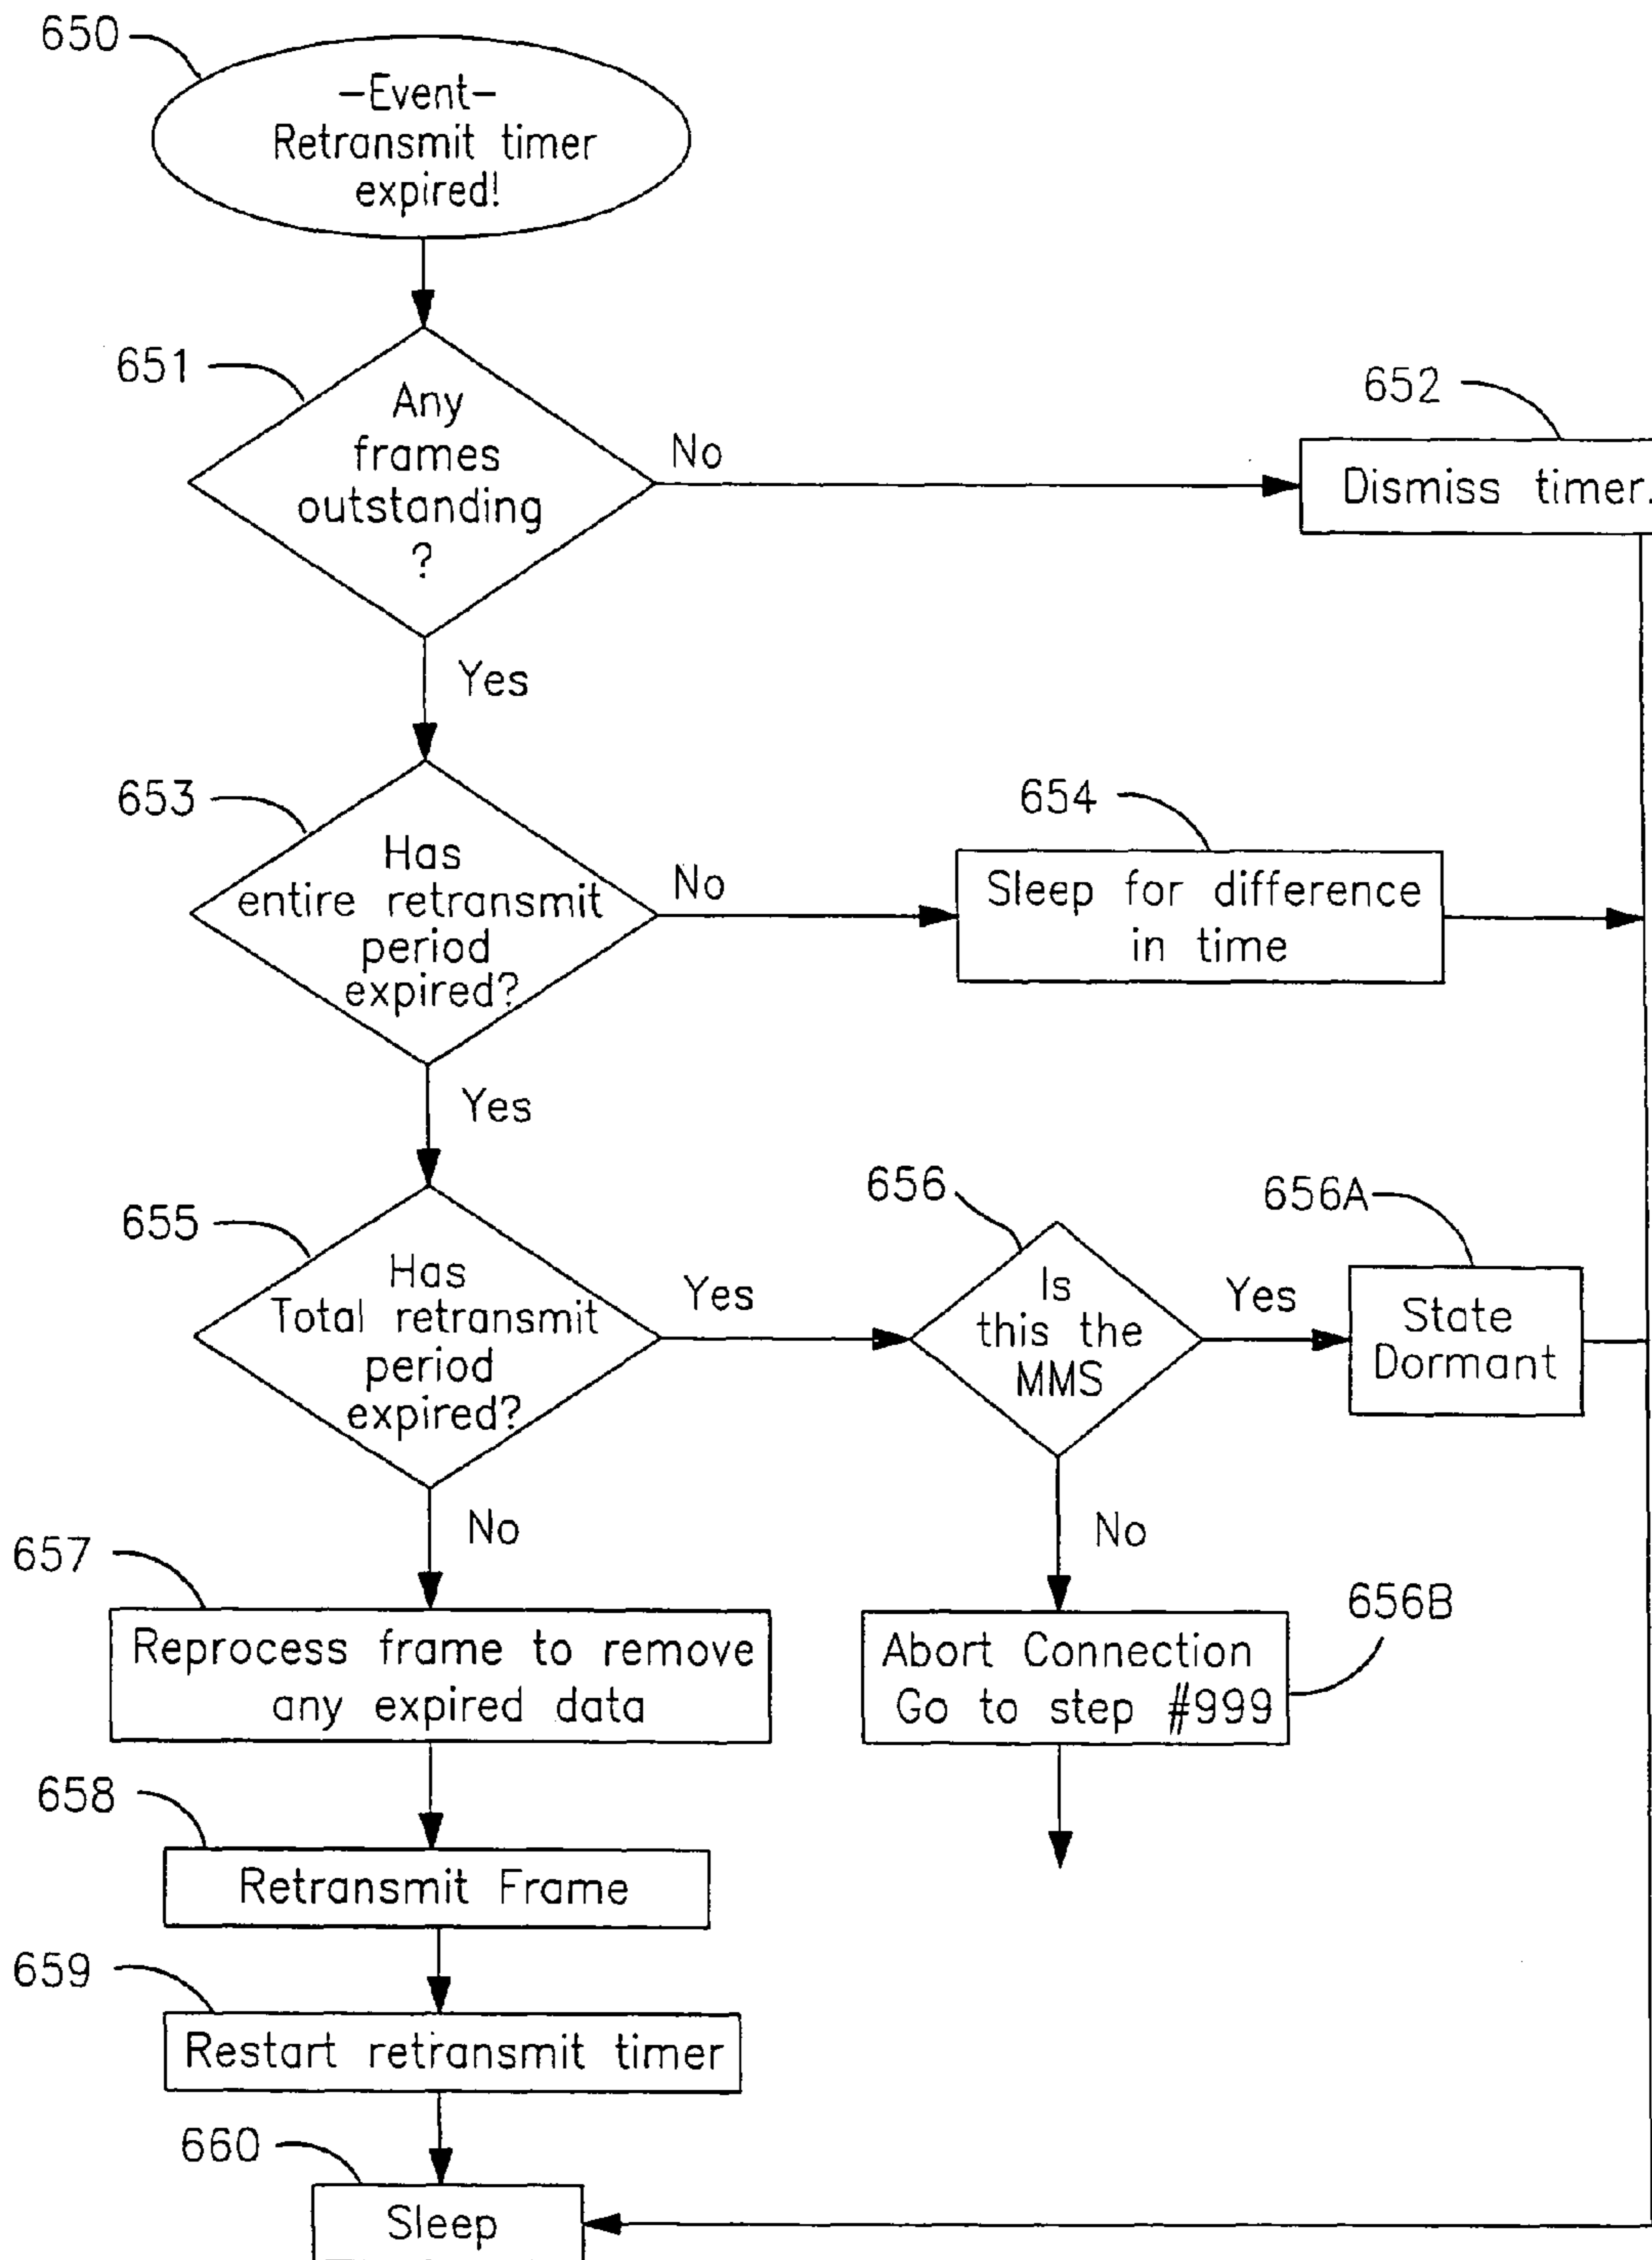 650
-Event-
Retransmit timer
expired!
651
Any
frames
outstanding
?
No
652
Dismiss timer.
Yes
653
Has
entire retransmit
period
expired?
No
654
Sleep for difference
in time
Yes
655
Has
Total retransmit
period
expired?
Yes
656
Is
this the
MMS
Yes
656A
State
Dormant
No
657
Reprocess frame to remove
any expired data
No
656B
Abort Connection
Go to step #999
658
Retransmit Frame
659
Restart retransmit timer
660
Sleep